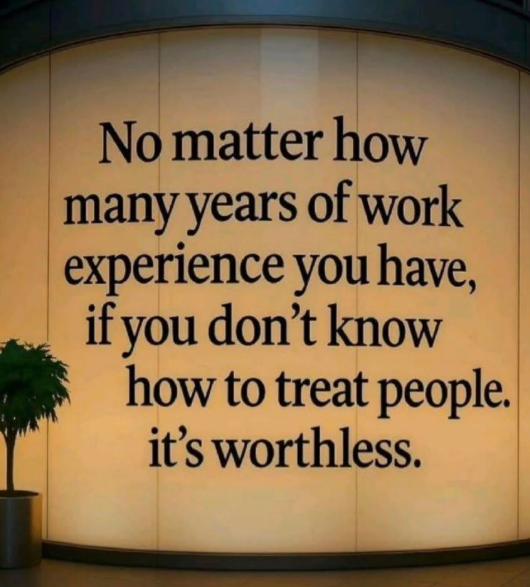 No matter how
many years of work
experience you have,
if you don't know
how to treat people.
it's worthless.